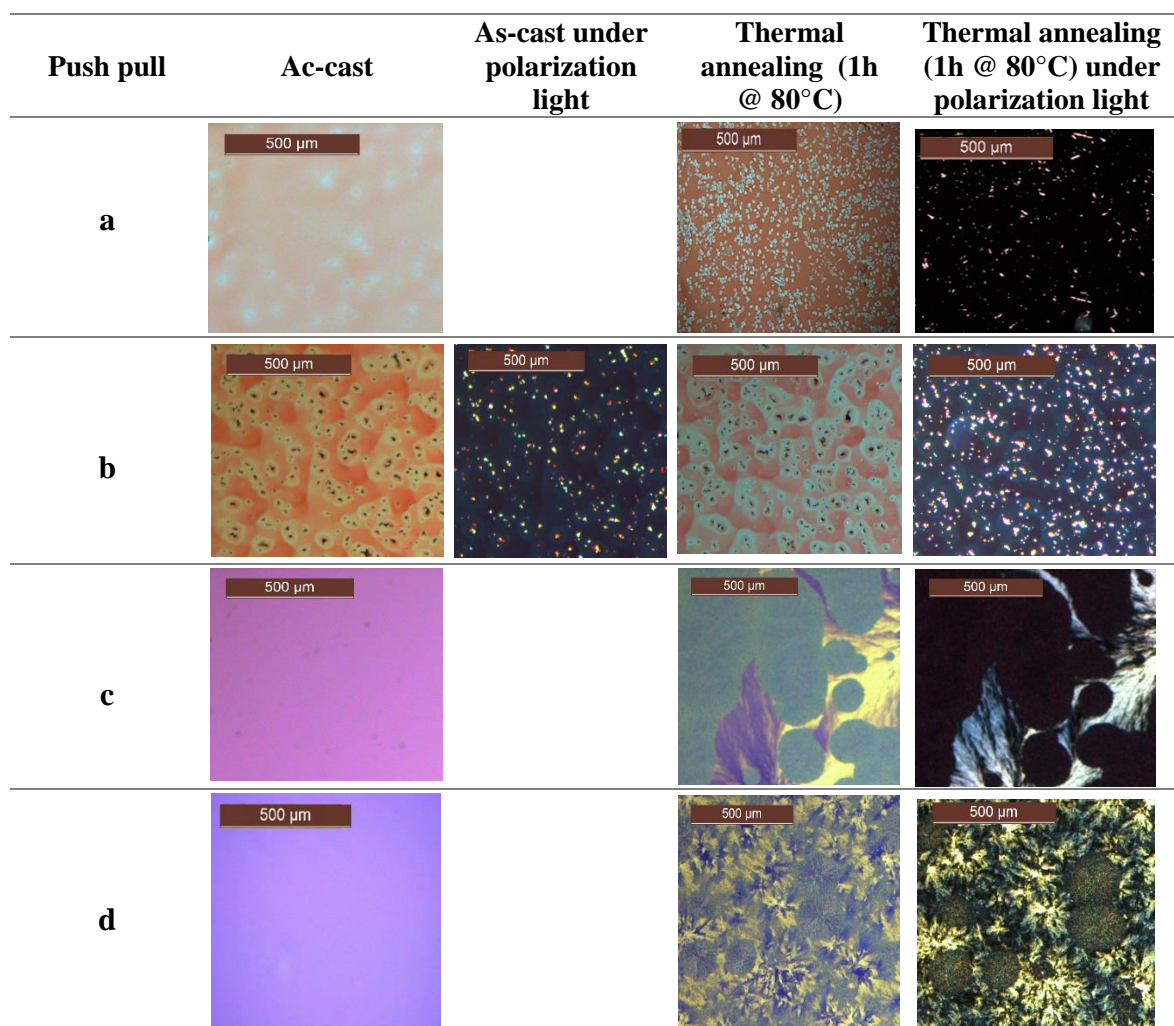 Push pull
Ac-cast
As-cast under
polarization
light
Thermal
annealing (1h
@ 80°C)
Thermal annealing
(1h @ 80°C) under
polarization light
a
500 µm
500 µm
500 µm
b
500 µm
500 µm
500 µm
500 µm
c
500 µm
500 µm
500 µm
d
500 µm
500 µm
500 µm